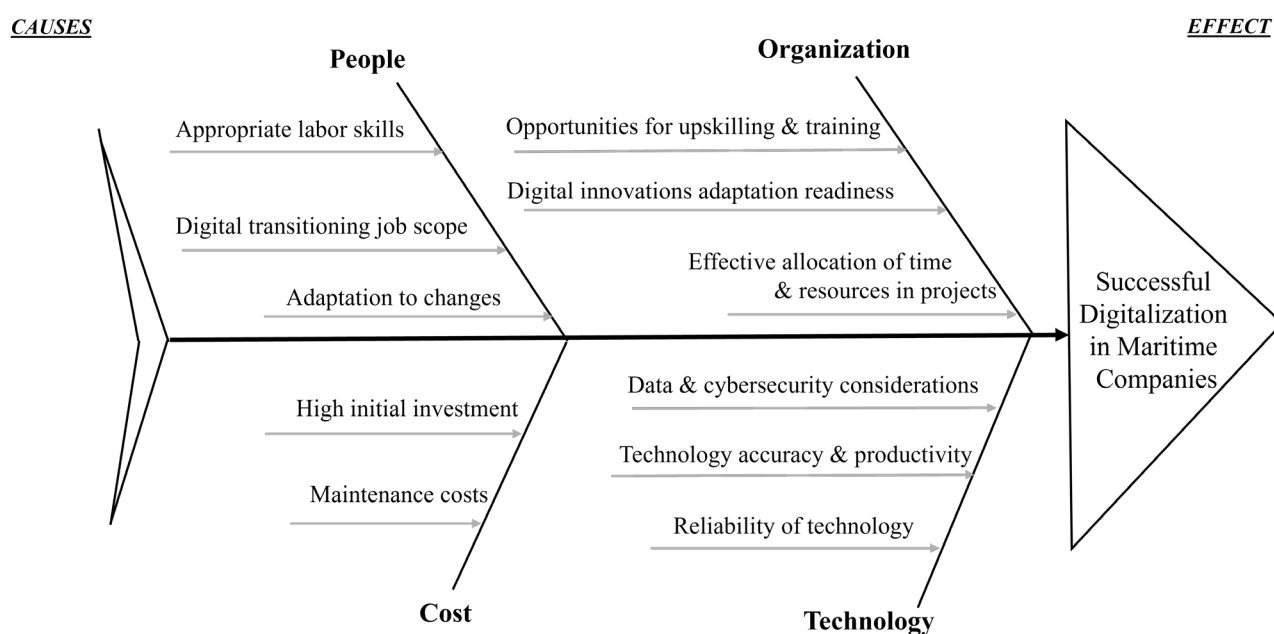 CAUSES
EFFECT
People
Organization
Appropriate labor skills
Opportunities for upskilling & training
Digital innovations adaptation readiness
Digital transitioning job scope
Effective allocation of time
& resources in projects
Adaptation to changes
Successful
Digitalization
in Maritime
Companies
Data & cybersecurity considerations
High initial investment
Technology accuracy & productivity
Maintenance costs
Reliability of technology
Cost
Technology